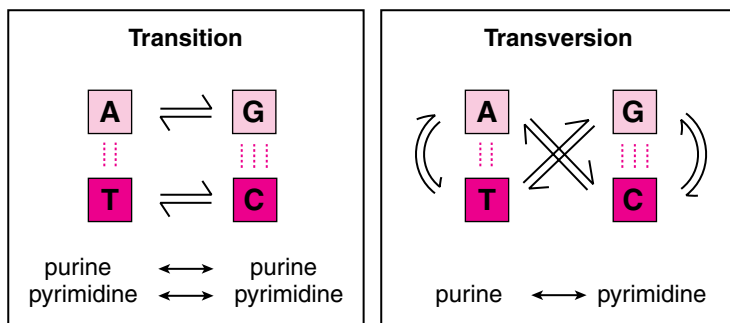 Transition
A G
T C
purine purine
pyrimidine pyrimidine
Transversion
A G
T C
purine pyrimidine